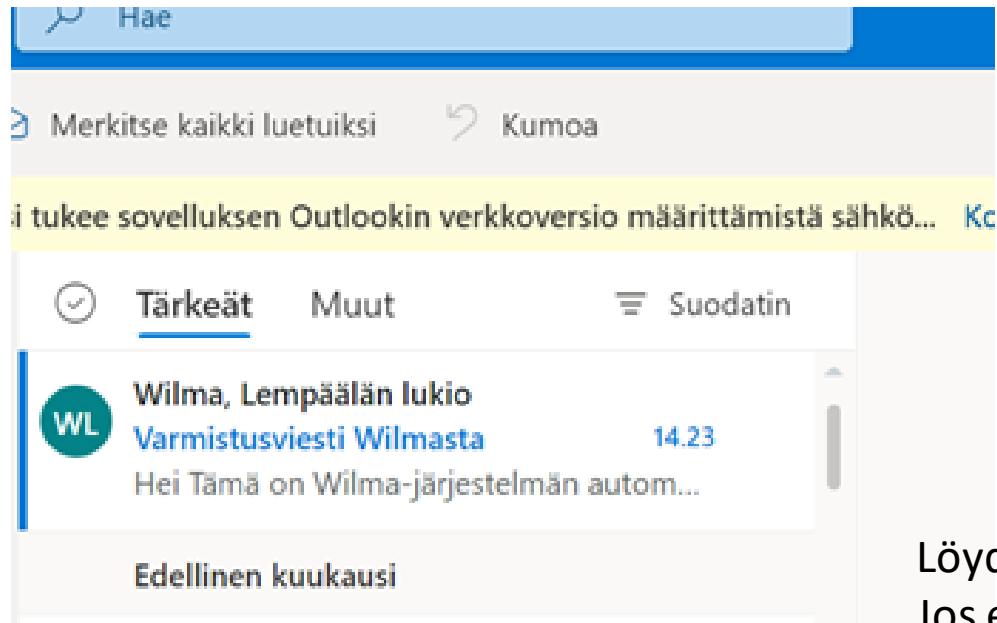 Hae
Merkitse kaikki luetuiksi Kumoa
tukee sovelluksen Outlookin verkkoversio määrittämistä sähkö...
Tärkeät Muut Suodatin
WL
Wilma, Lempäälän lukio
Varmistusviesti Wilmasta 14.23
Hei Tämä on Wilma-järjestelmän autom...
Edellinen kuukausi
Jos